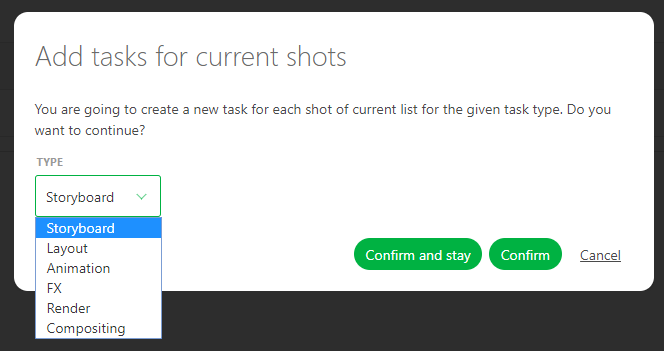 Add tasks for current shots
You are going to create a new task for each shot of current list for the given task type. Do you
want to continue?
TYPE
Storyboard
Storyboard
Layout
Animation
FX
Render
Compositing
Confirm and stay
Confirm
Cancel